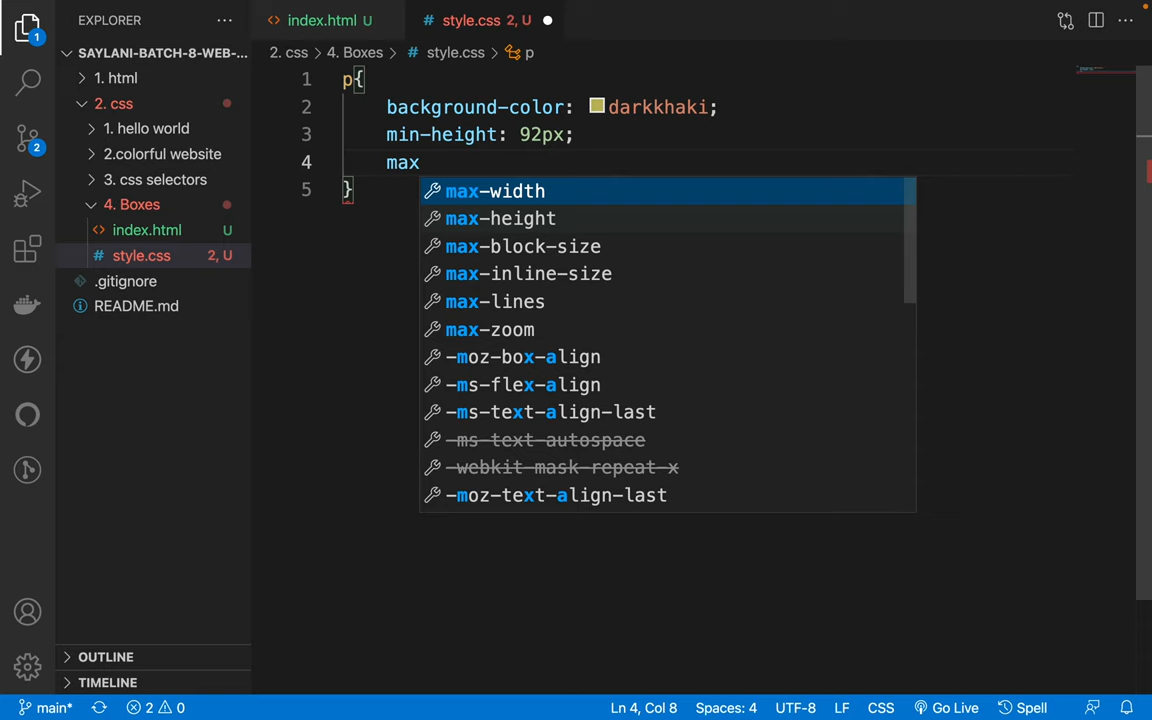 EXPLORER
SAYLANI-BATCH-8-WEB-...
1. html
2. css
1. hello world
2.colorful website
3. css selectors
4. Boxes
index.html U
style.css 2, U
.gitignore
README.md
OUTLINE
TIMELINE
index.html U
style.css 2, U
2. css > 4. Boxes > # style.css > p
1 p{
2 background-color: darkkhaki;
3 min-height: 92px;
4 max
5 }
max-width
max-height
max-block-size
max-inline-size
max-lines
max-zoom
-moz-box-align
-ms-flex-align
-ms-text-align-last
-ms-text-autospace
-webkit-mask-repeat-x
-moz-text-align-last
1
2
main* 2 0 Ln 4, Col 8 Spaces: 4 UTF-8 LF CSS Go Live Spell